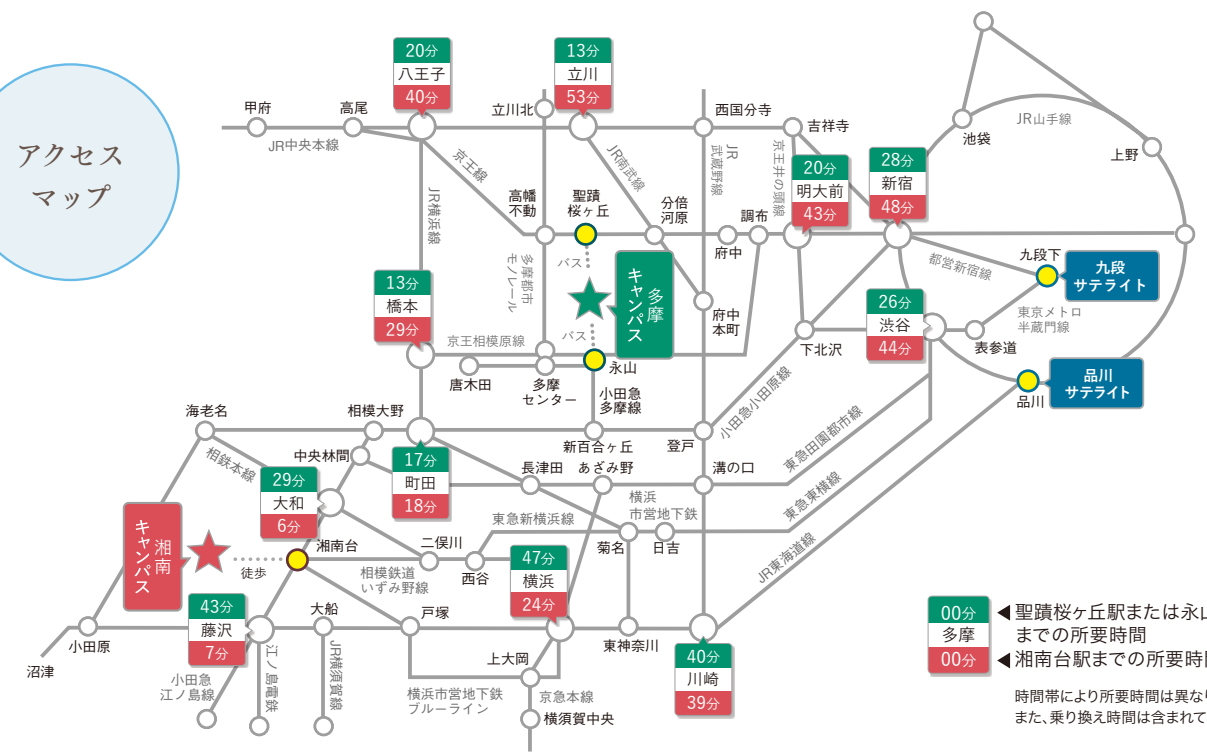 アクセス
マップ
20分
八王子
40分
13分
立川
53分
甲府
高尾
立川北
西国分寺
吉祥寺
JR中央本線
京王線
JR南武線
JR
武蔵野線
京王井の頭線
20分
明大前
43分
28分
新宿
48分
池袋
JR山手線
上野
JR横浜線
高幡
不動
聖蹟
桜ヶ丘
分倍
河原
調布
府中
バス
多摩都市
モノレール
多摩
キャンパス
都営新宿線
九段下
九段
サテライト
東京メトロ
半蔵門線
13分
橋本
29分
26分
渋谷
44分
府中
本町
バス
京王相模原線
下北沢
表参道
永山
唐木田
多摩
センター
小田急
多摩線
小田急小田原線
品川
品川
サテライト
海老名
相模大野
新百合ヶ丘
登戸
東急田園都市線
相鉄本線
中央林間
17分
町田
18分
長津田
あざみ野
溝の口
29分
大和
6分
横浜
市営地下鉄
東急東横線
湘南
キャンパス
東急新横浜線
湘南台
二俣川
菊名
日吉
徒歩
相模鉄道
いずみ野線
西谷
47分
横浜
24分
JR東海道線
43分
藤沢
7分
大船
戸塚
小田原
沼津
東神奈川
40分
川崎
39分
小田急
江ノ島線
江ノ島電鉄
JR横須賀線
上大岡
横浜市営地下鉄
ブルーライン
京急本線
横須賀中央
00分
多摩
00分
◀聖蹟桜ヶ丘駅または永山
までの所要時間
◀湘南台駅までの所要時間
時間帯により所要時間は異なり
また、乗り換え時間は含まれて